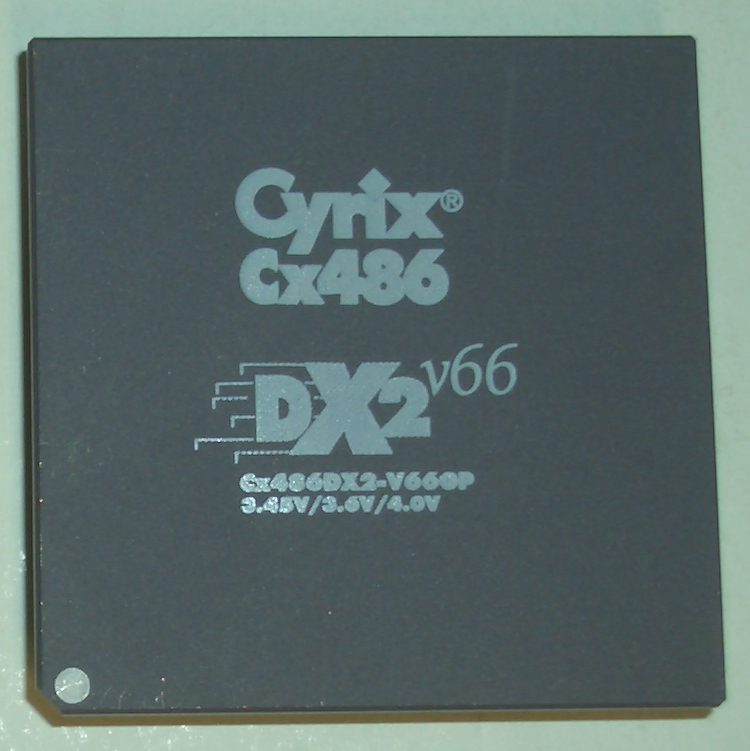 Cyrix®
Cx486
DX2 v66
Cx486DX2-V66GP
3.45V/3.6V/4.0V